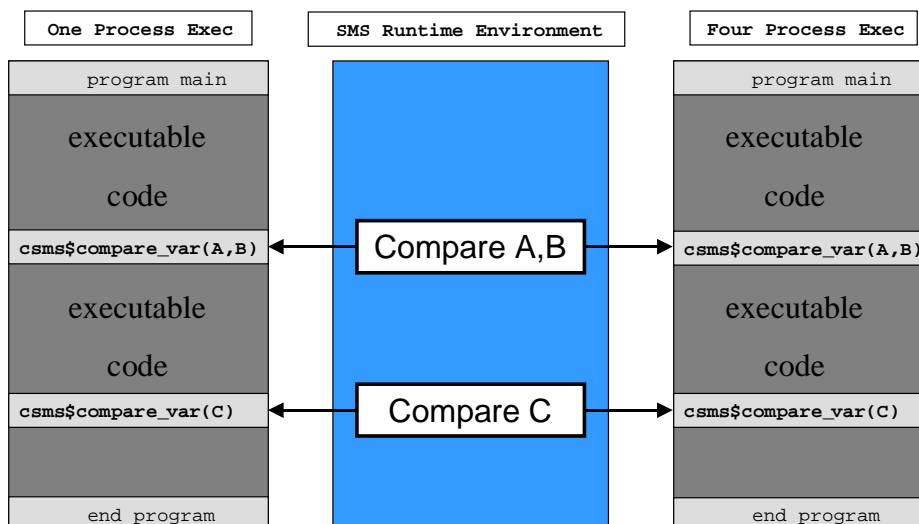 One Process Exec
SMS Runtime Environment
Four Process Exec
program main
executable
code
csms$compare_var(A,B)
executable
code
csms$compare_var(C)
end program
Compare A,B
Compare C
program main
executable
code
csms$compare_var(A,B)
executable
code
csms$compare_var(C)
end program